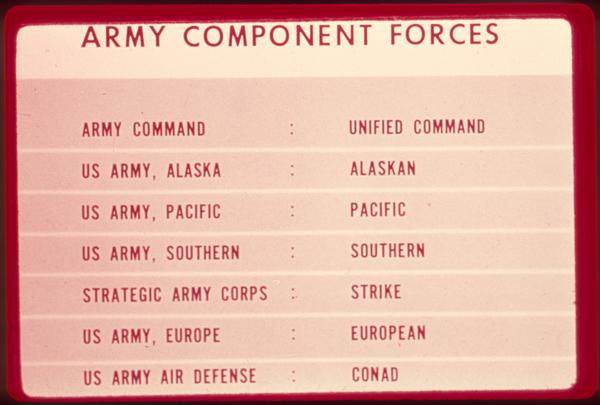 ARMY COMPONENT FORCES
ARMY COMMAND : UNIFIED COMMAND
US ARMY, ALASKA : ALASKAN
US ARMY, PACIFIC : PACIFIC
US ARMY, SOUTHERN : SOUTHERN
STRATEGIC ARMY CORPS : STRIKE
US ARMY, EUROPE : EUROPEAN
US ARMY AIR DEFENSE : CONAD